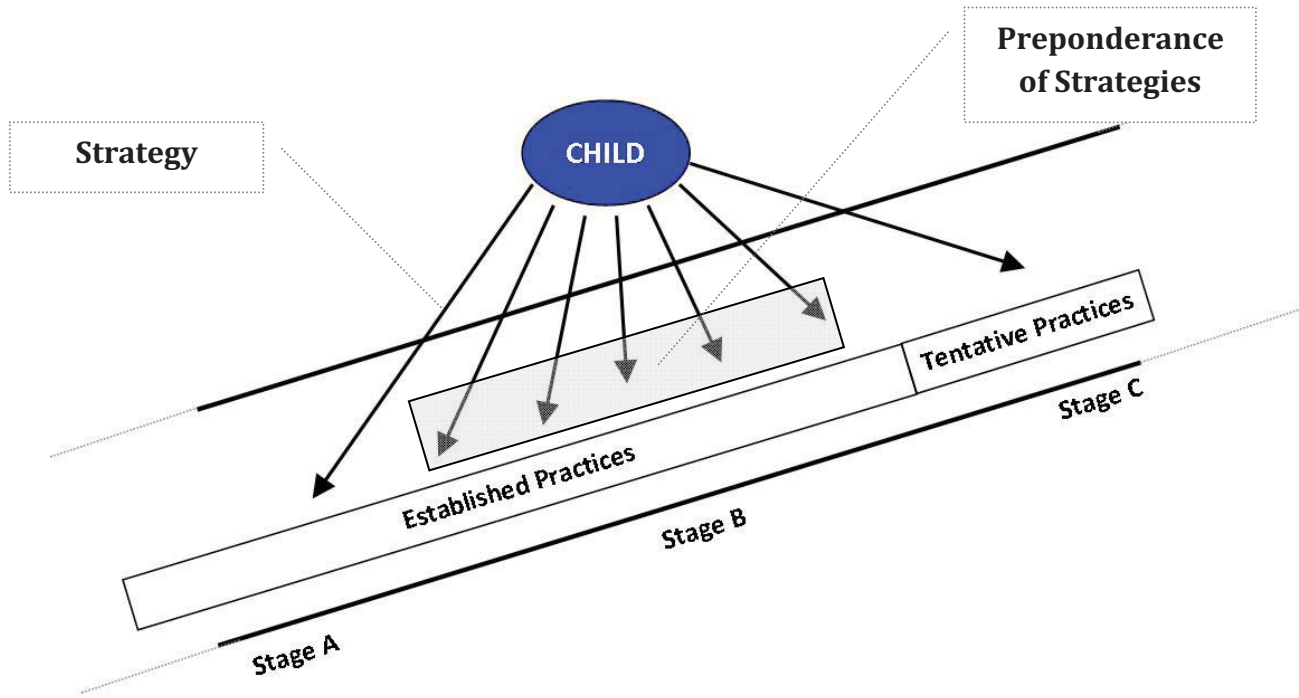 Preponderance
of Strategies
Strategy
CHILD
Tentative Practices
Established Practices
Stage C
Stage B
Stage A